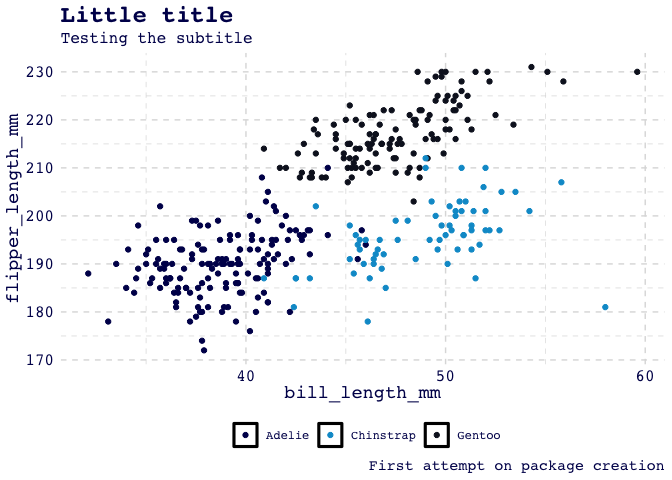 Little title
Testing the subtitle
flipper_length_mm
230
220
210
200
190
180
170
40 50 60
bill_length_mm
Adelie Chinstrap Gentoo
First attempt on package creation